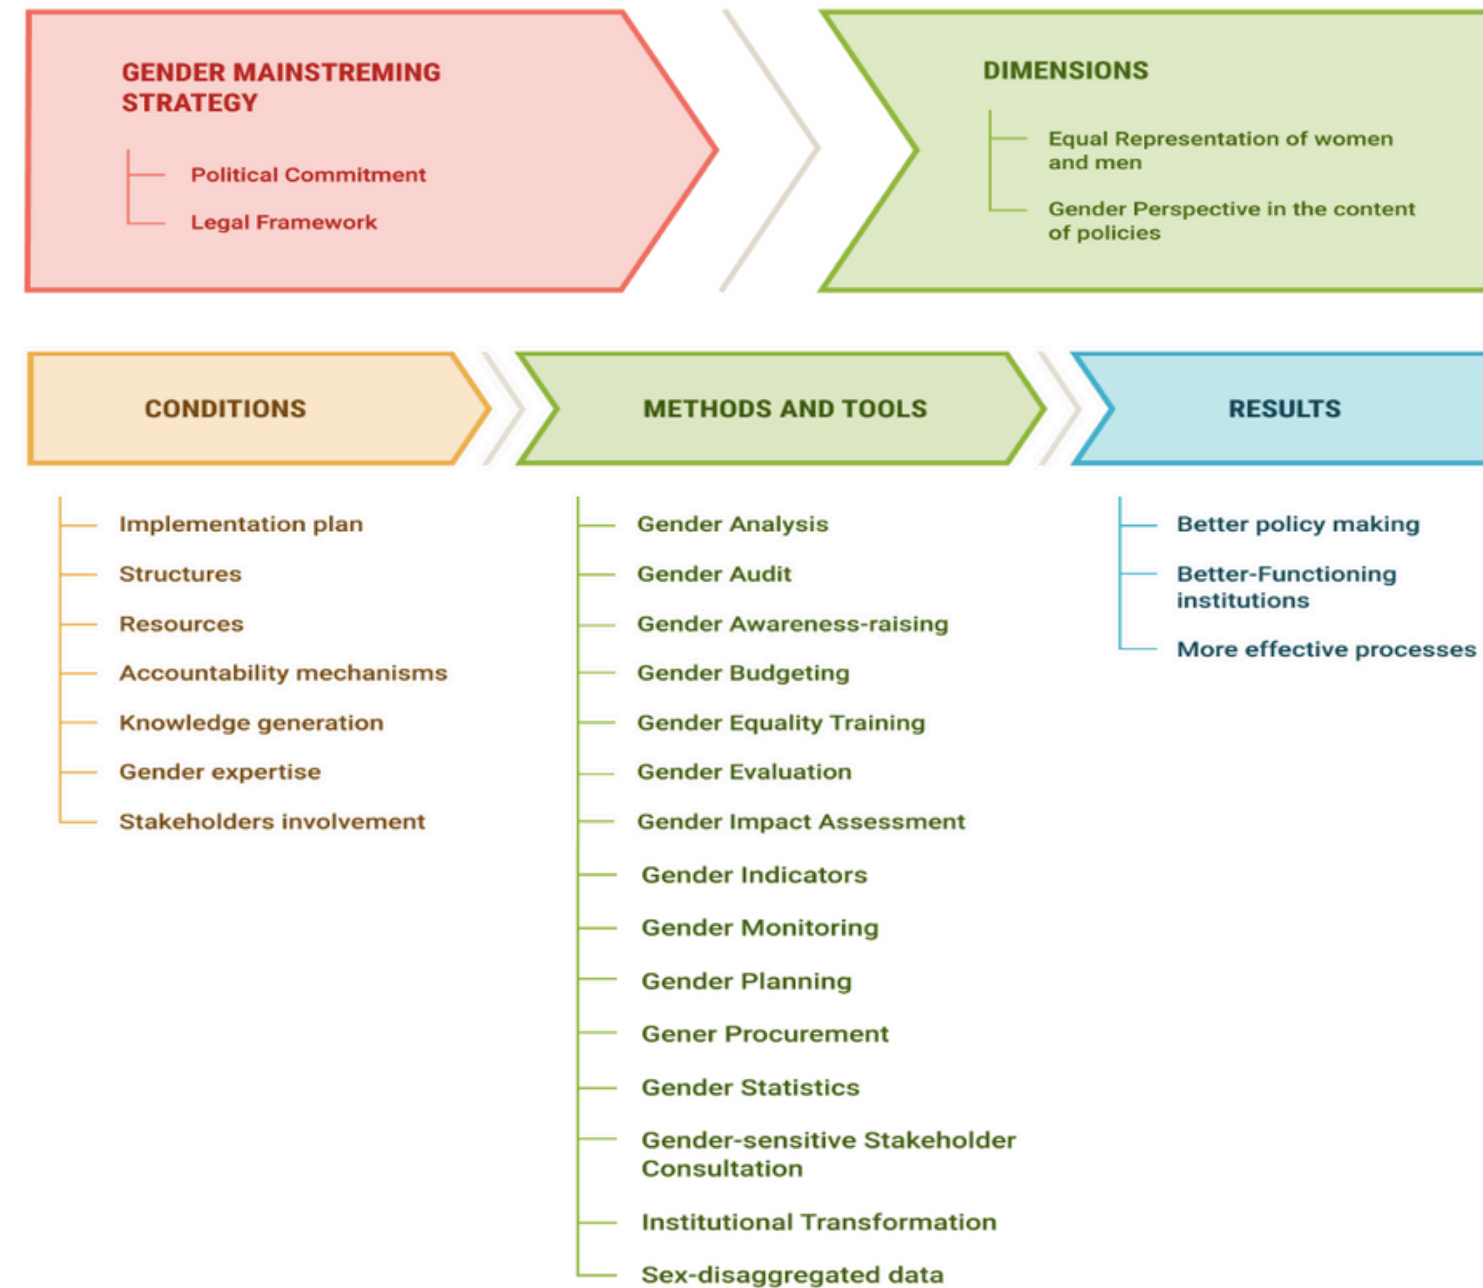 GENDER MAINSTREMING
STRATEGY
Political Commitment
Legal Framework
DIMENSIONS
Equal Representation of women
and men
Gender Perspective in the content
of policies
CONDITIONS
Implementation plan
Structures
Resources
Accountability mechanisms
Knowledge generation
Gender expertise
Stakeholders involvement
METHODS AND TOOLS
Gender Analysis
Gender Audit
Gender Awareness-raising
Gender Budgeting
Gender Equality Training
Gender Evaluation
Gender Impact Assessment
Gender Indicators
Gender Monitoring
Gender Planning
Gener Procurement
Gender Statistics
Gender-sensitive Stakeholder
Consultation
Institutional Transformation
Sex-disaggregated data
RESULTS
Better policy making
Better-Functioning
institutions
More effective processes